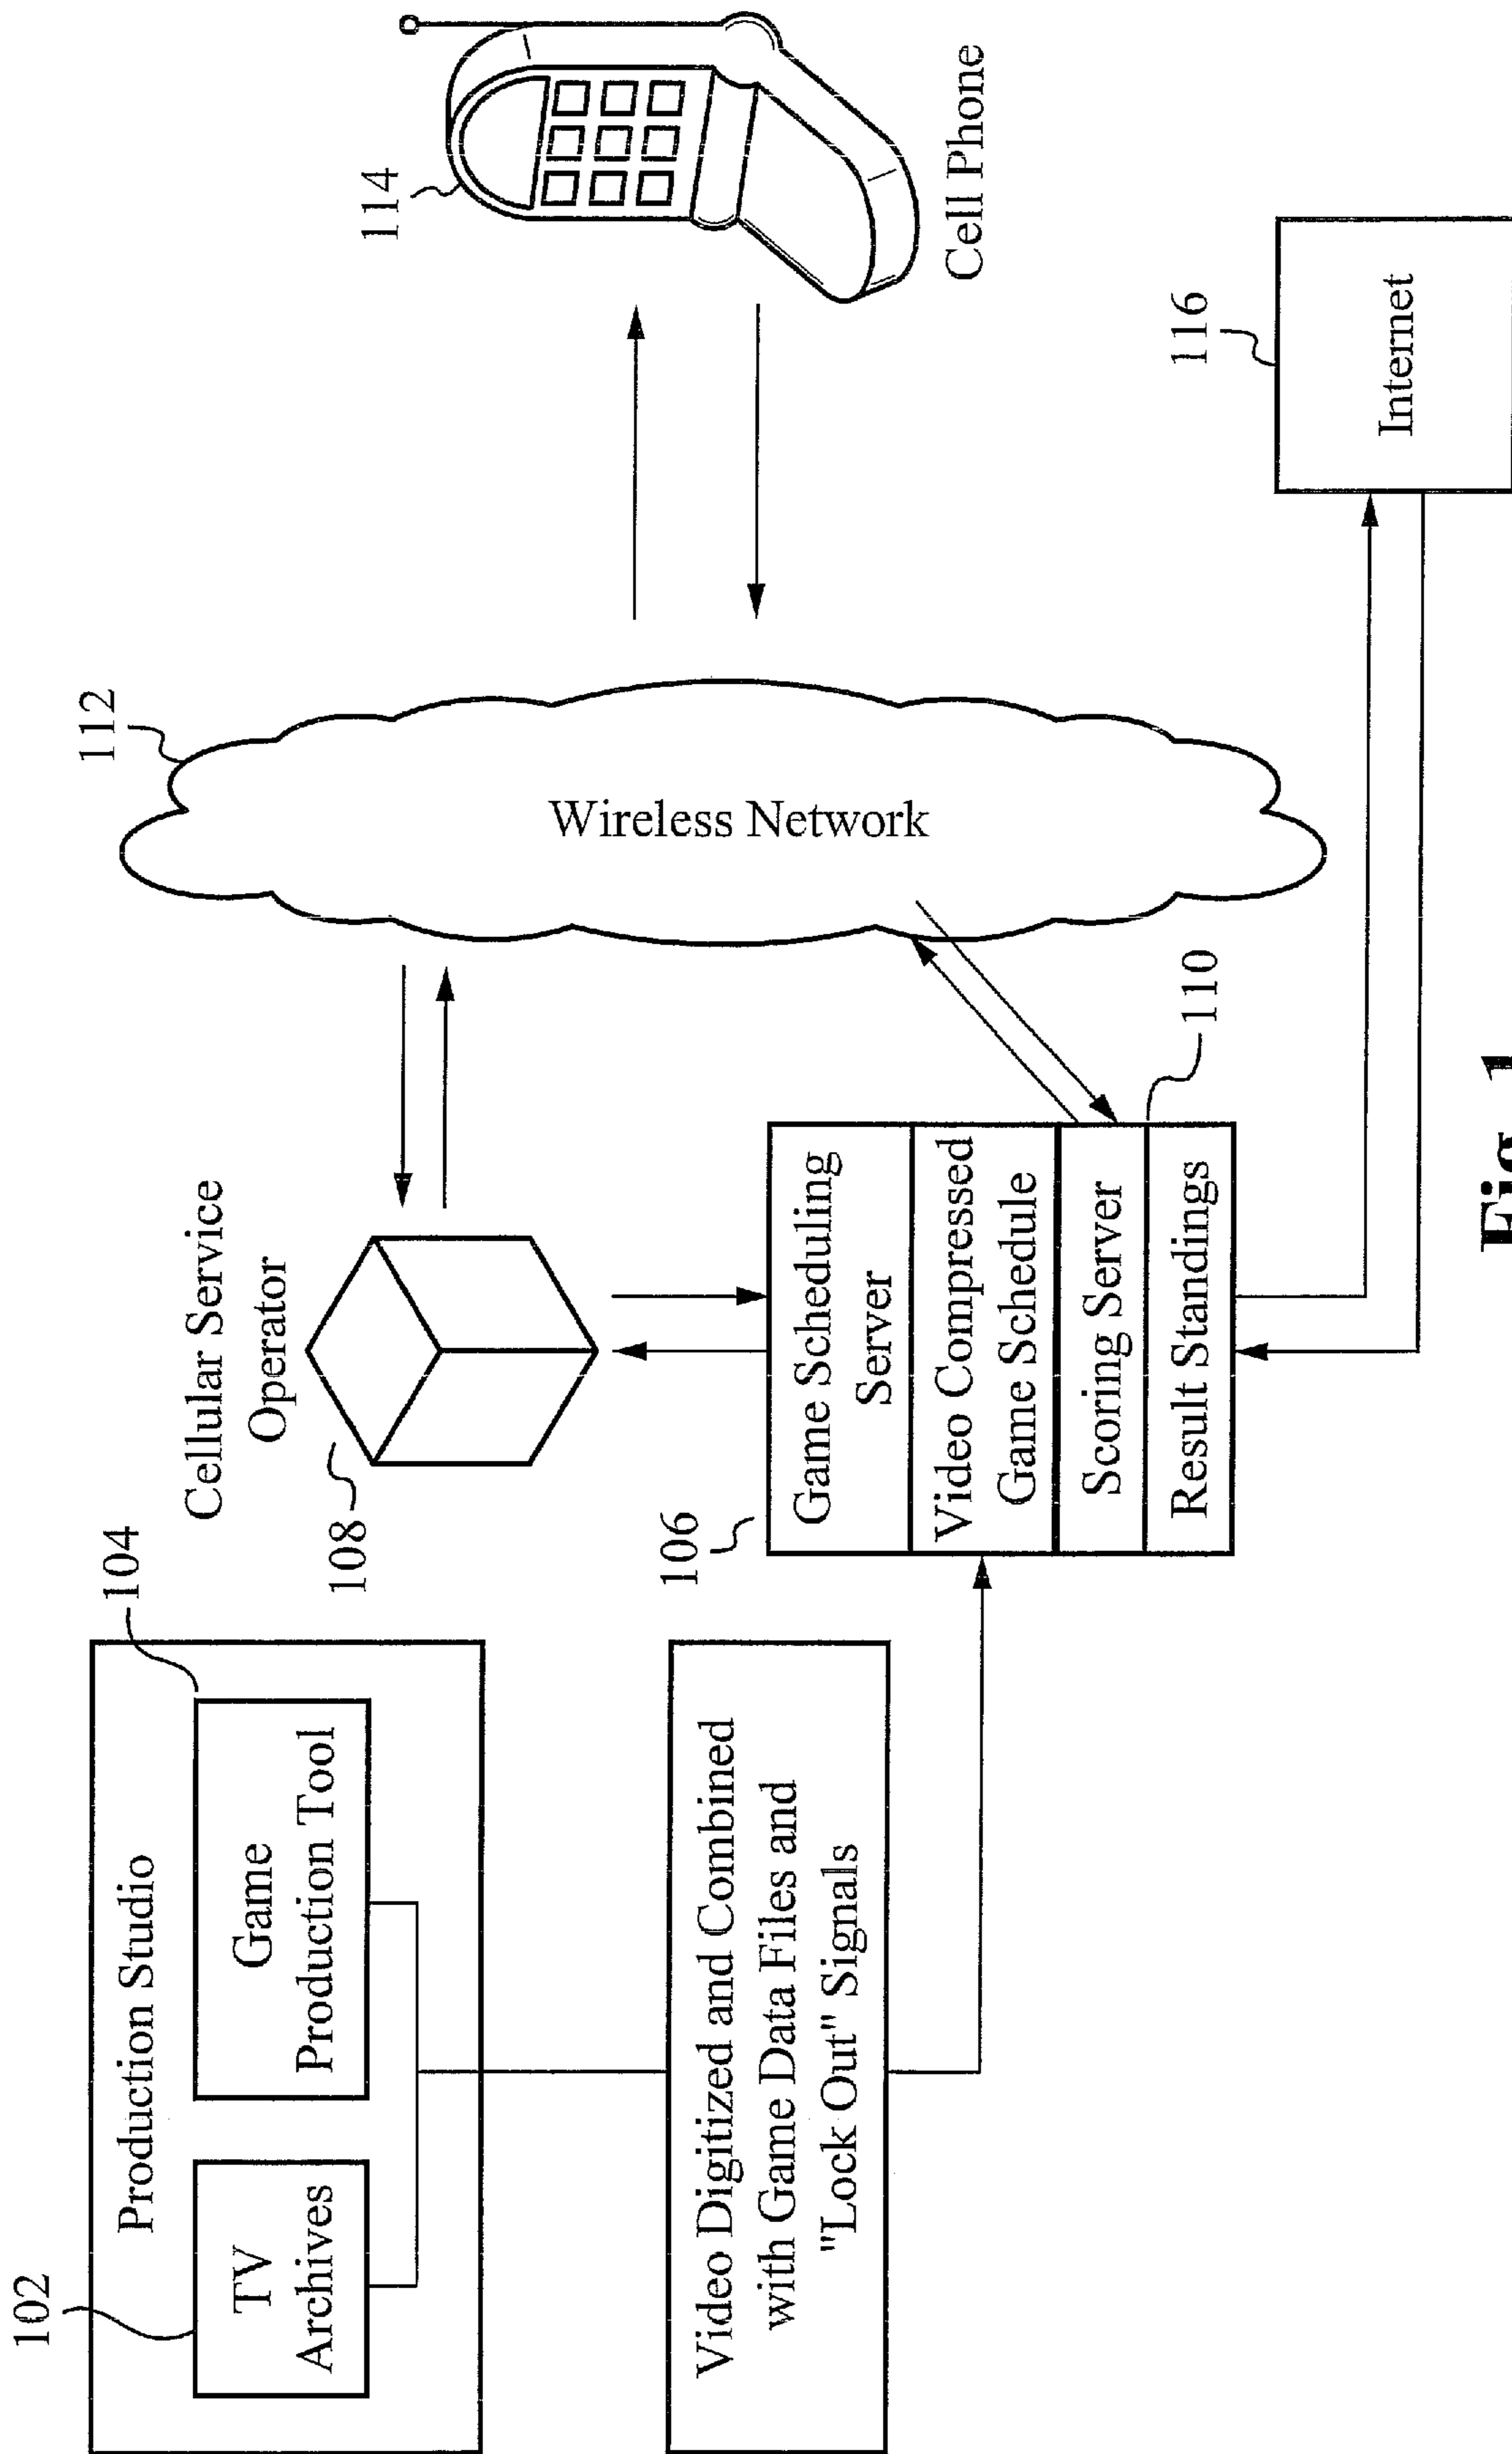 Production Studio
102
TV
Archives
104
Game
Production Tool
Video Digitized and Combined
with Game Data Files and
"Lock Out" Signals
Cellular Service
Operator
108
106
Game Scheduling
Server
Video Compressed
Game Schedule
Scoring Server
Result Standings
110
112
Wireless Network
114
Cell Phone
116
Internet
Fig. 1